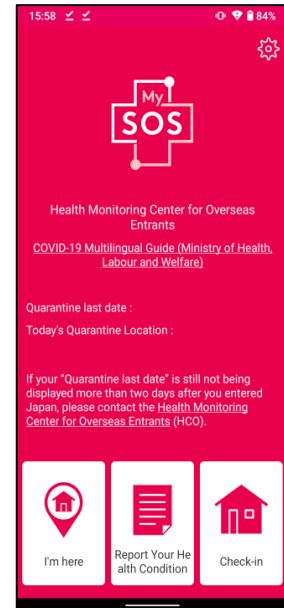 15:58
84%
My
SOS
Health Monitoring Center for Overseas
Entrants
COVID-19 Multilingual Guide (Ministry of Health,
Labour and Welfare)
Quarantine last date :
Today's Quarantine Location :
If your "Quarantine last date" is still not being
displayed more than two days after you entered
Japan, please contact the Health Monitoring
Center for Overseas Entrants (HCO).
I'm here
Report Your He
alth Condition
Check-in